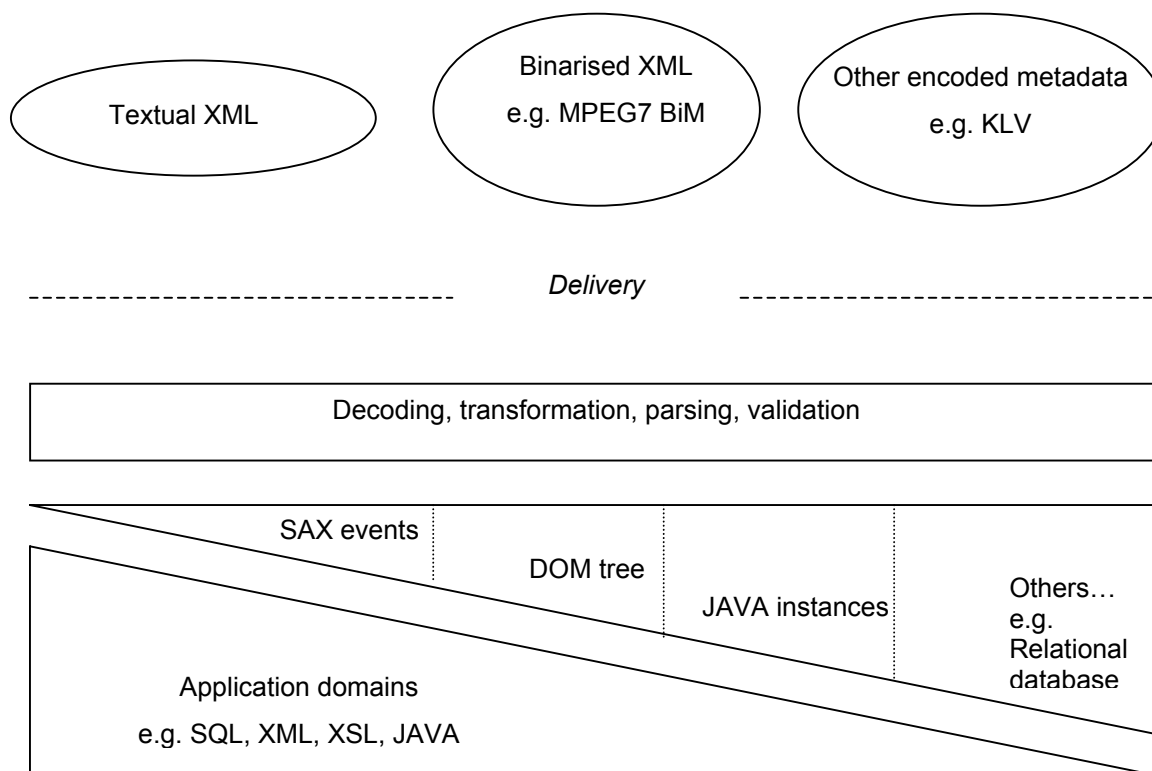 Textual XML
Binarised XML
e.g. MPEG7 BiM
Other encoded metadata
e.g. KLV
Delivery
Decoding, transformation, parsing, validation
SAX events
DOM tree
JAVA instances
Others…
e.g.
Relational
database
Application domains
e.g. SQL, XML, XSL, JAVA